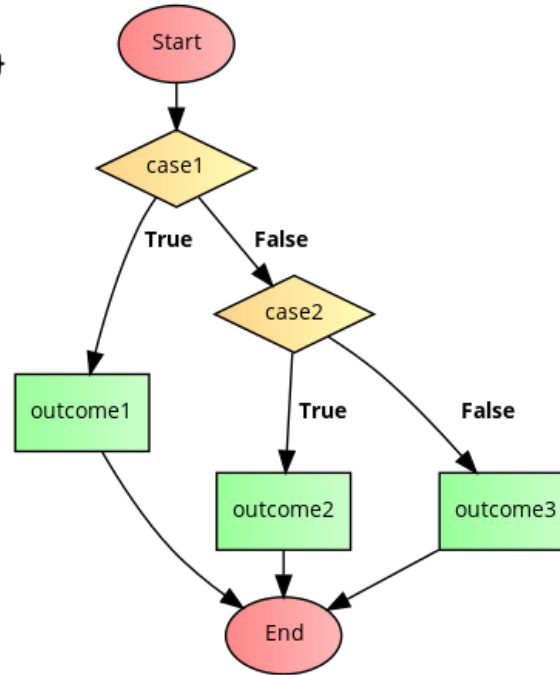 Start
}
case1
True
False
case2
True
False
outcome1
outcome2
outcome3
End